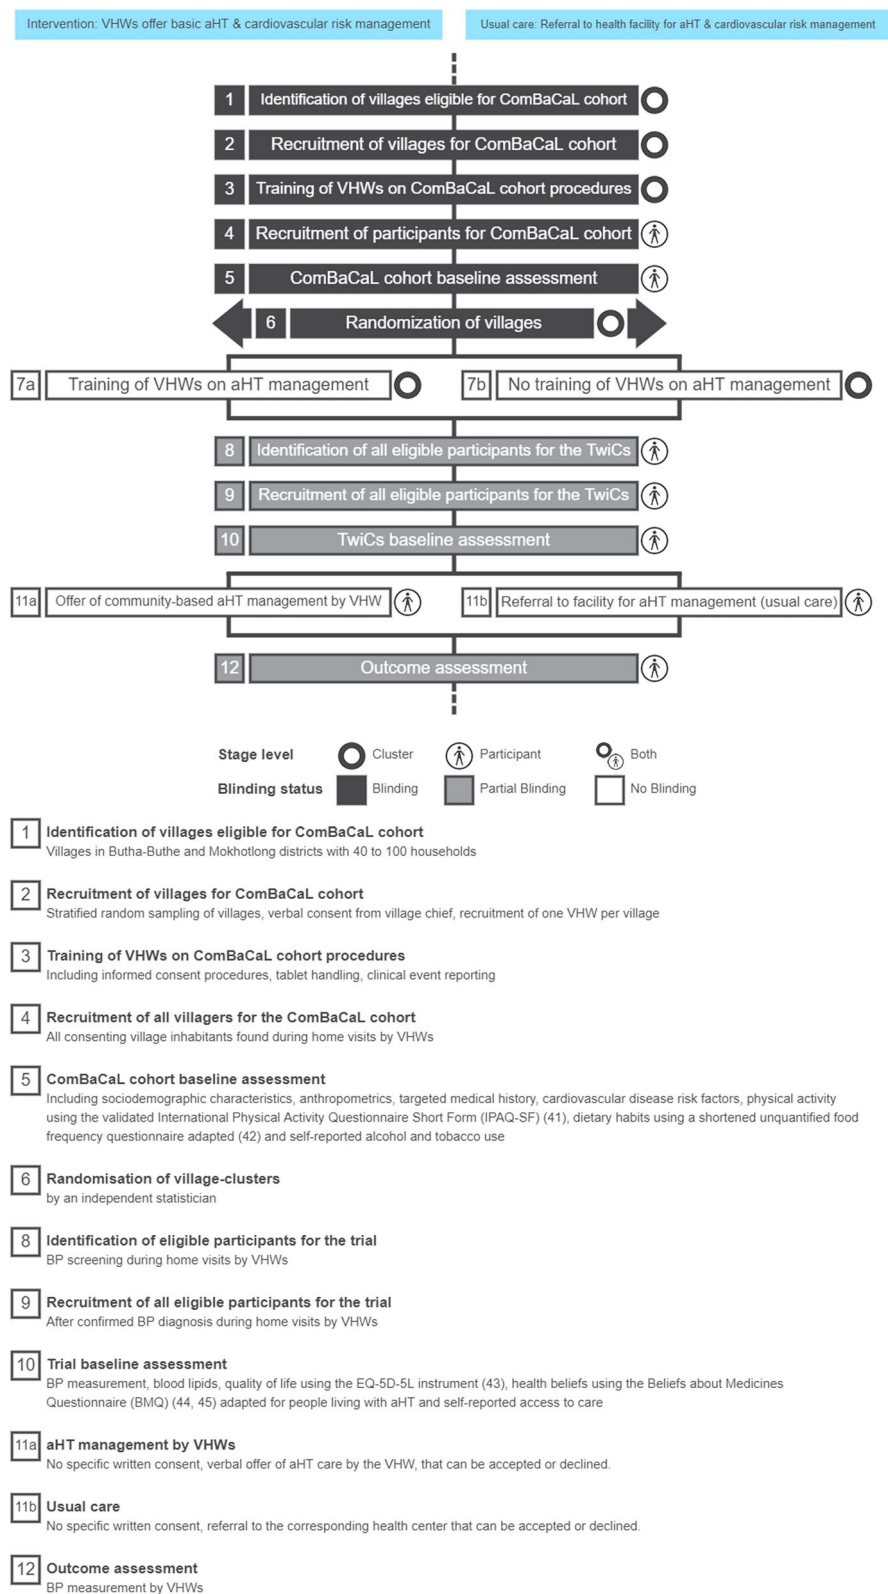 Intervention: VHWs offer basic aHT & cardiovascular risk management
Usual care: Referral to health facility for aHT & cardiovascular risk management
1 Identification of villages eligible for ComBaCaL cohort
2 Recruitment of villages for ComBaCaL cohort
3 Training of VHWs on ComBaCaL cohort procedures
4 Recruitment of participants for ComBaCaL cohort
5 ComBaCaL cohort baseline assessment
6 Randomization of villages
7a Training of VHWs on aHT management
7b No training of VHWs on aHT management
8 Identification of all eligible participants for the TwiCs
9 Recruitment of all eligible participants for the TwiCs
10 TwiCs baseline assessment
11a Offer of community-based aHT management by VHW
11b Referral to facility for aHT management (usual care)
12 Outcome assessment
Stage level Cluster Participant Both
Blinding status Blinding Partial Blinding No Blinding
1 Identification of villages eligible for ComBaCaL cohort
Villages in Butha-Buthe and Mokhotlong districts with 40 to 100 households
2 Recruitment of villages for ComBaCaL cohort
Stratified random sampling of villages, verbal consent from village chief, recruitment of one VHW per village
3 Training of VHWs on ComBaCaL cohort procedures
Including informed consent procedures, tablet handling, clinical event reporting
4 Recruitment of all villagers for the ComBaCaL cohort
All consenting village inhabitants found during home visits by VHWs
5 ComBaCaL cohort baseline assessment
Including sociodemographic characteristics, anthropometrics, targeted medical history, cardiovascular disease risk factors, physical activity
using the validated International Physical Activity Questionnaire Short Form (IPAQ-SF) (41), dietary habits using a shortened unquantified food
frequency questionnaire adapted (42) and self-reported alcohol and tobacco use
6 Randomisation of village-clusters
by an independent statistician
8 Identification of eligible participants for the trial
BP screening during home visits by VHWs
9 Recruitment of all eligible participants for the trial
After confirmed BP diagnosis during home visits by VHWs
10 Trial baseline assessment
BP measurement, blood lipids, quality of life using the EQ-5D-5L instrument (43), health beliefs using the Beliefs about Medicines
Questionnaire (BMQ) (44, 45) adapted for people living with aHT and self-reported access to care
11a aHT management by VHWs
No specific written consent, verbal offer of aHT care by the VHW, that can be accepted or declined.
11b Usual care
No specific written consent, referral to the corresponding health center that can be accepted or declined.
12 Outcome assessment
BP measurement by VHWs